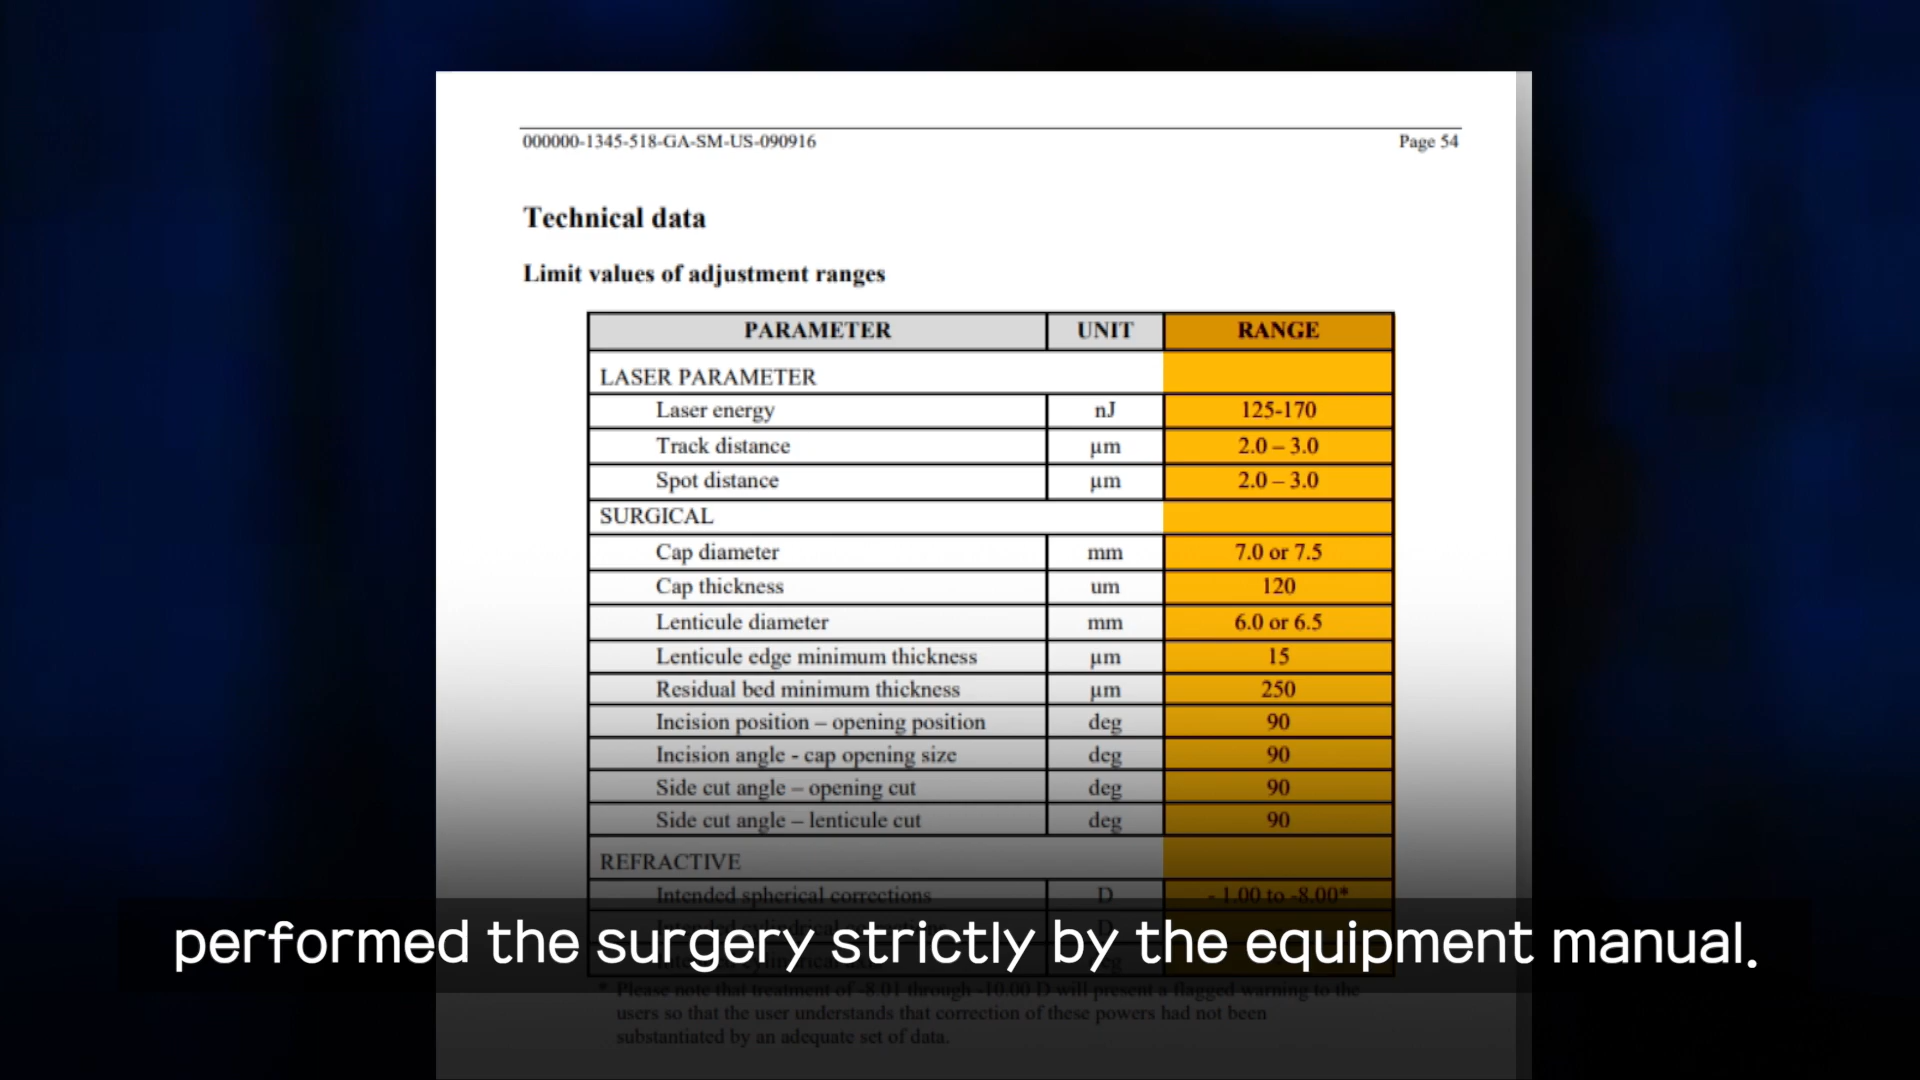 000000-1345-518-GA-SM-US-090916 Page 54
Technical data
Limit values of adjustment ranges
PARAMETER UNIT RANGE
LASER PARAMETER
Laser energy nJ 125-170
Track distance µm 2.0 – 3.0
Spot distance µm 2.0 – 3.0
SURGICAL
Cap diameter mm 7.0 or 7.5
Cap thickness um 120
Lenticule diameter mm 6.0 or 6.5
Lenticule edge minimum thickness µm 15
Residual bed minimum thickness µm 250
Incision position – opening position deg 90
Incision angle - cap opening size deg 90
Side cut angle – opening cut deg 90
Side cut angle – lenticule cut deg 90
REFRACTIVE
Intended spherical corrections D - 1.00 to -8.00*
performed the surgery strictly by the equipment manual.
* Please note that treatment of -8.01 through -10.00 D will present a flagged warning to the
users so that the user understands that correction of these powers had not been
substantiated by an adequate set of data.